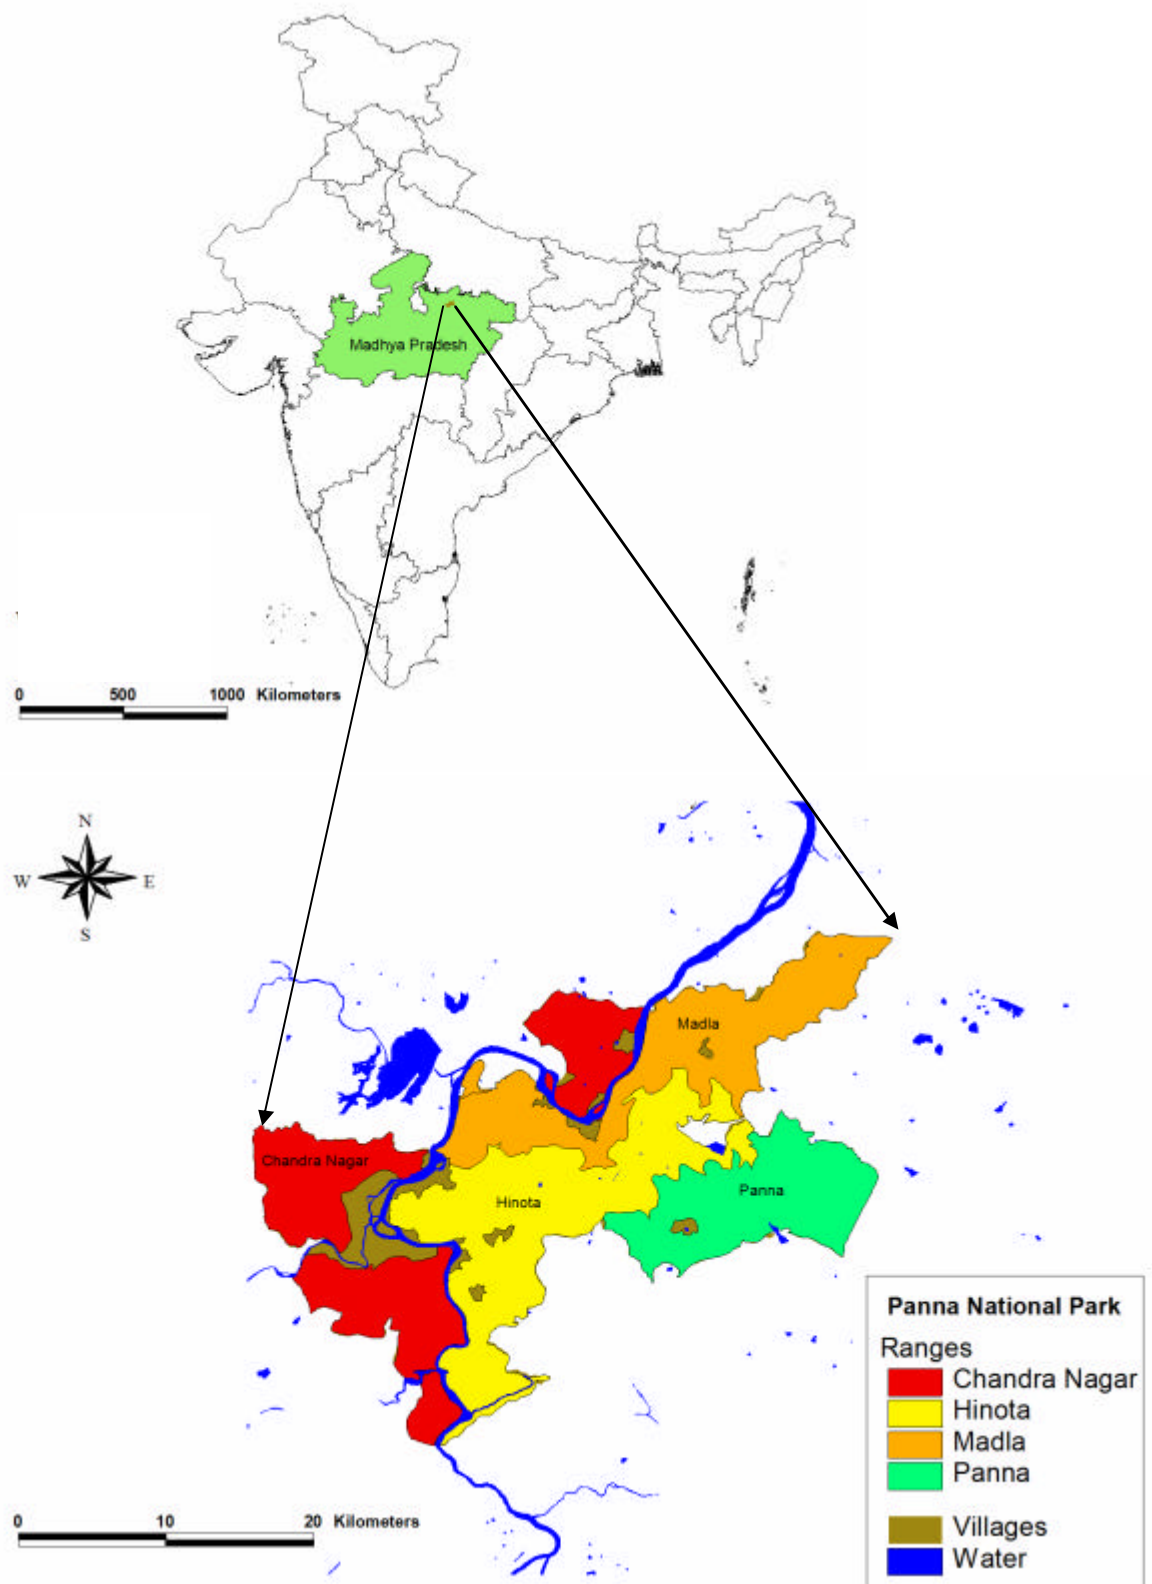 Madhya Pradesh
0 500 1000 Kilometers
N
W E
S
Madla
Chandra Nagar
Panna
Hinota
Panna National Park
Ranges
Chandra Nagar
Hinota
Madla
Panna
Villages
Water
0 10 20 Kilometers